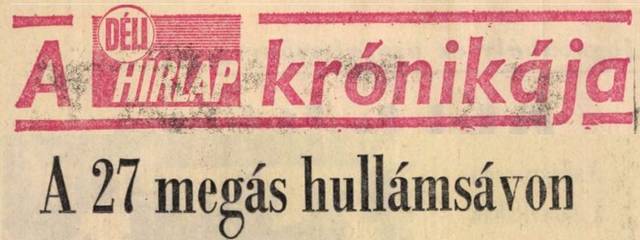 A DÉLI HÍRLAP krónikája
A 27 megás hullámsávon